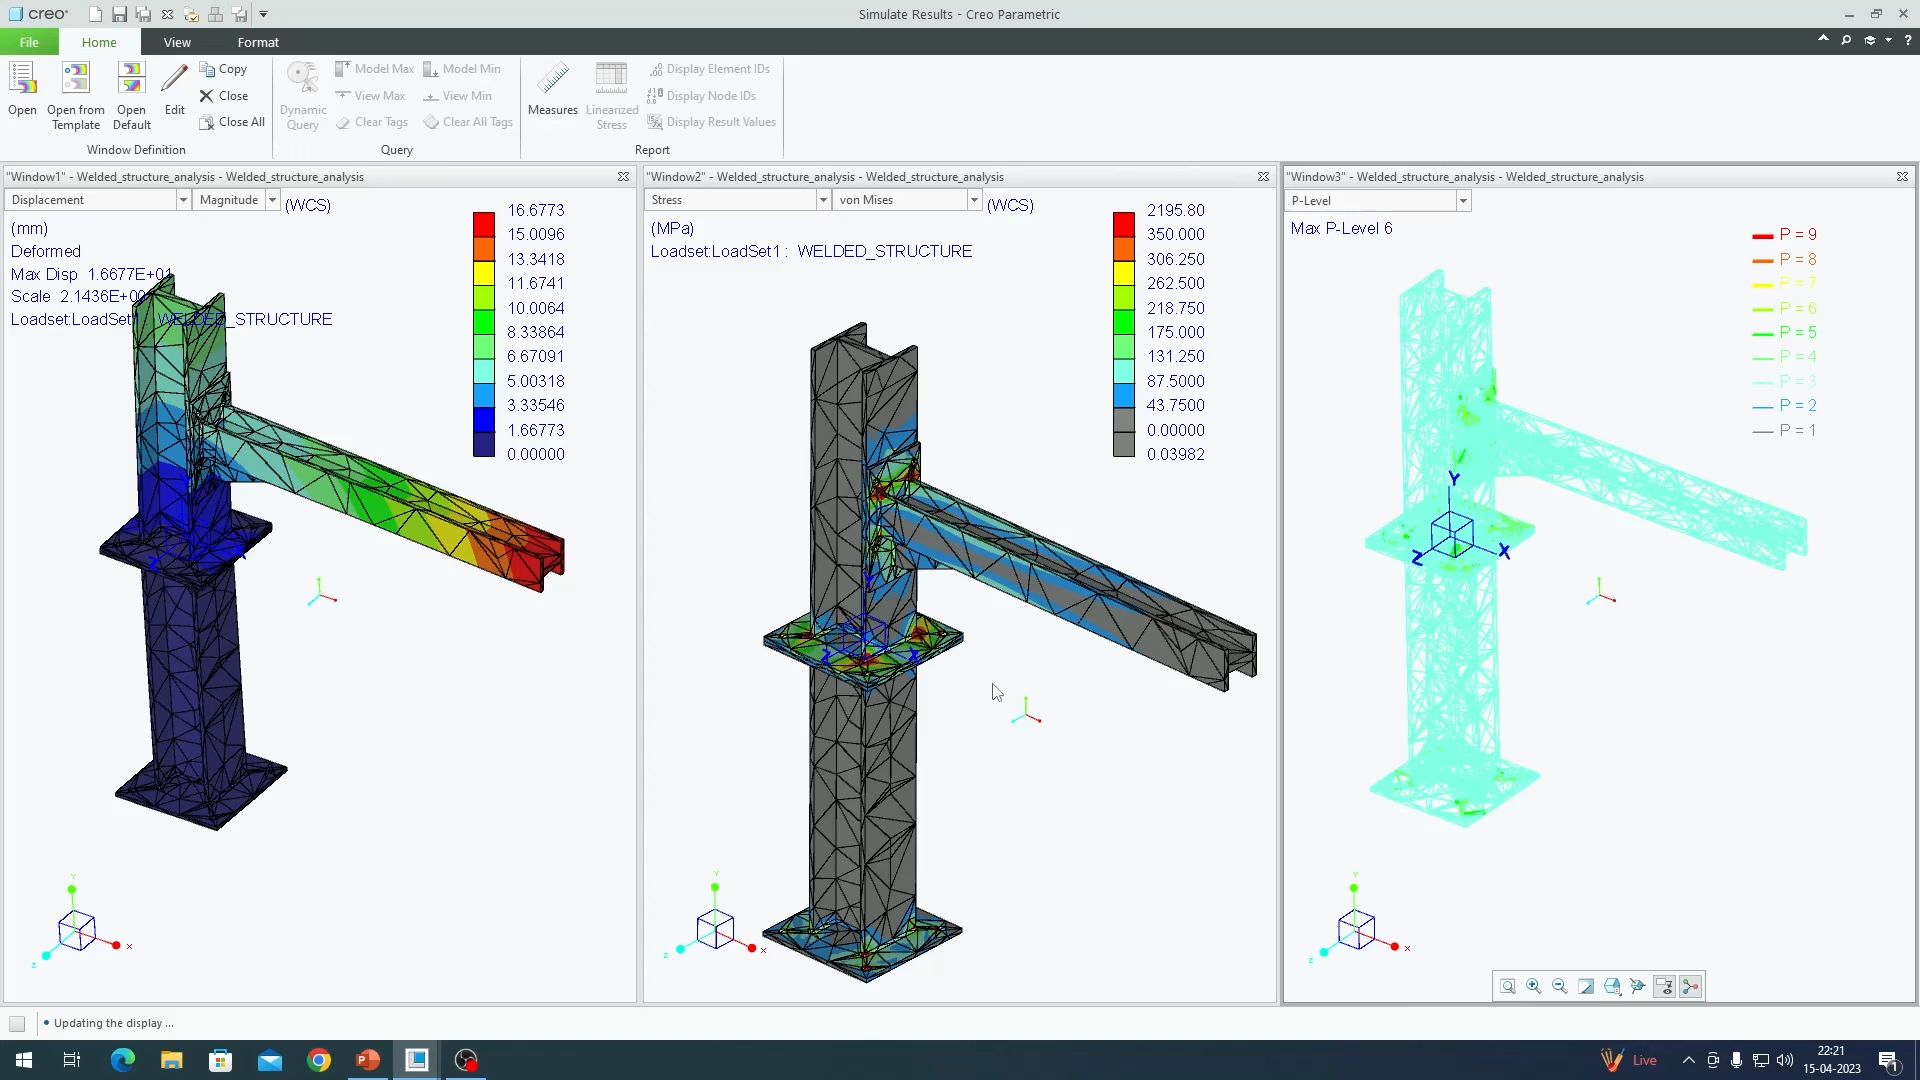 creo
Simulate Results - Creo Parametric
File Home View Format
Open
Open from Template
Open Default
Edit
Copy
Close
Close All
Window Definition
Dynamic Query
Model Max
Model Min
View Max
View Min
Clear Tags
Clear All Tags
Query
Measures
Linearized Stress
Display Element IDs
Display Node IDs
Display Result Values
Report
"Window1" - Welded_structure_analysis - Welded_structure_analysis
Displacement
Magnitude
(WCS)
(mm)
Deformed
Max Disp 1.6677E+01
Scale 2.1436E+00
Loadset:LoadSet1 : WELDED_STRUCTURE
16.6773
15.0096
13.3418
11.6741
10.0064
8.33864
6.67091
5.00318
3.33546
1.66773
0.00000
Z
X
Y
X
Z
"Window2" - Welded_structure_analysis - Welded_structure_analysis
Stress
von Mises
(WCS)
(MPa)
Loadset:LoadSet1 : WELDED_STRUCTURE
2195.80
350.000
306.250
262.500
218.750
175.000
131.250
87.5000
43.7500
0.00000
0.03982
Y
Z
X
Y
X
Z
"Window3" - Welded_structure_analysis - Welded_structure_analysis
P-Level
Max P-Level 6
P = 9
P = 8
P = 7
P = 6
P = 5
P = 4
P = 3
P = 2
P = 1
Y
Z
X
Y
X
Z
Updating the display ...
Live
22:21
15-04-2023
1